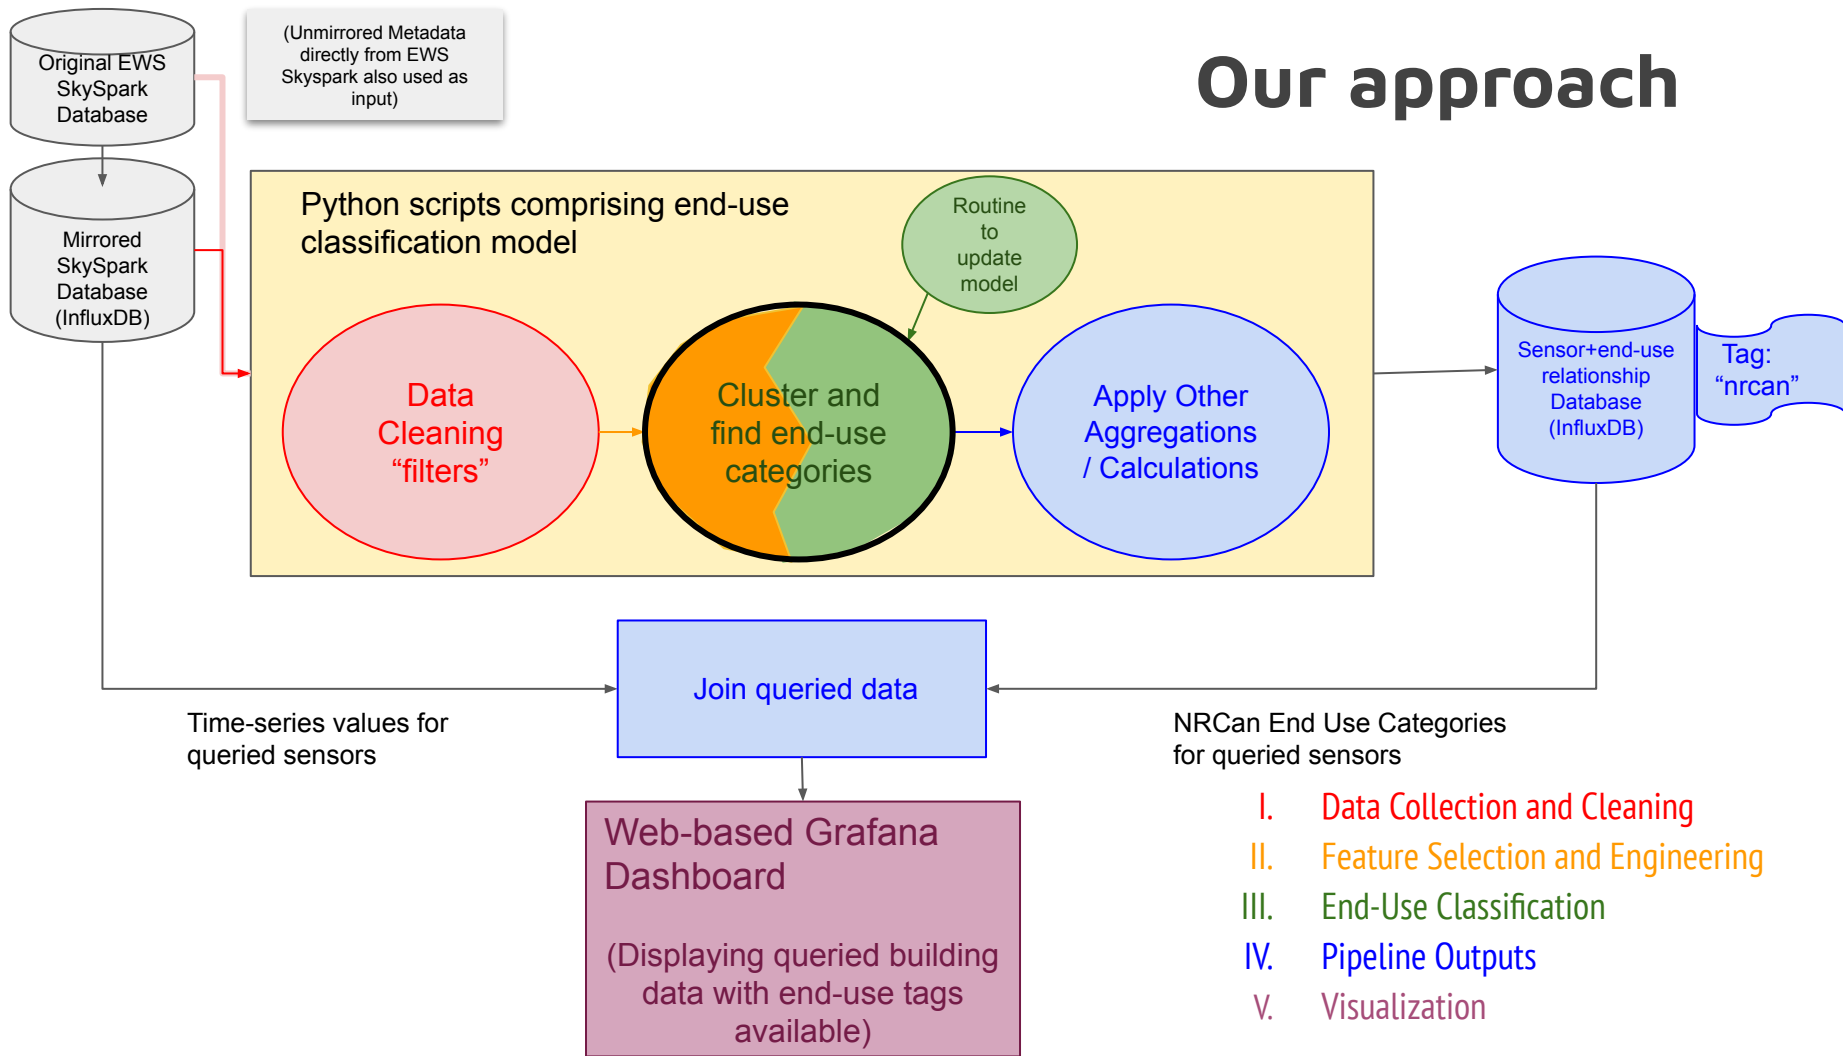 Original EWS
SkySpark
Database
(Unmirrored Metadata
directly from EWS
Skyspark also used as
input)
Our approach
Mirrored
SkySpark
Database
(InfluxDB)
Python scripts comprising end-use
classification model
Routine
to
update
model
Data
Cleaning
“filters”
Cluster and
find end-use
categories
Apply Other
Aggregations
/ Calculations
Sensor+end-use
relationship
Database
(InfluxDB)
Tag:
“nrcan”
Join queried data
Time-series values for
queried sensors
NRCan End Use Categories
for queried sensors
Web-based Grafana
Dashboard
(Displaying queried building
data with end-use tags
available)
I. Data Collection and Cleaning
II. Feature Selection and Engineering
III. End-Use Classification
IV. Pipeline Outputs
V. Visualization